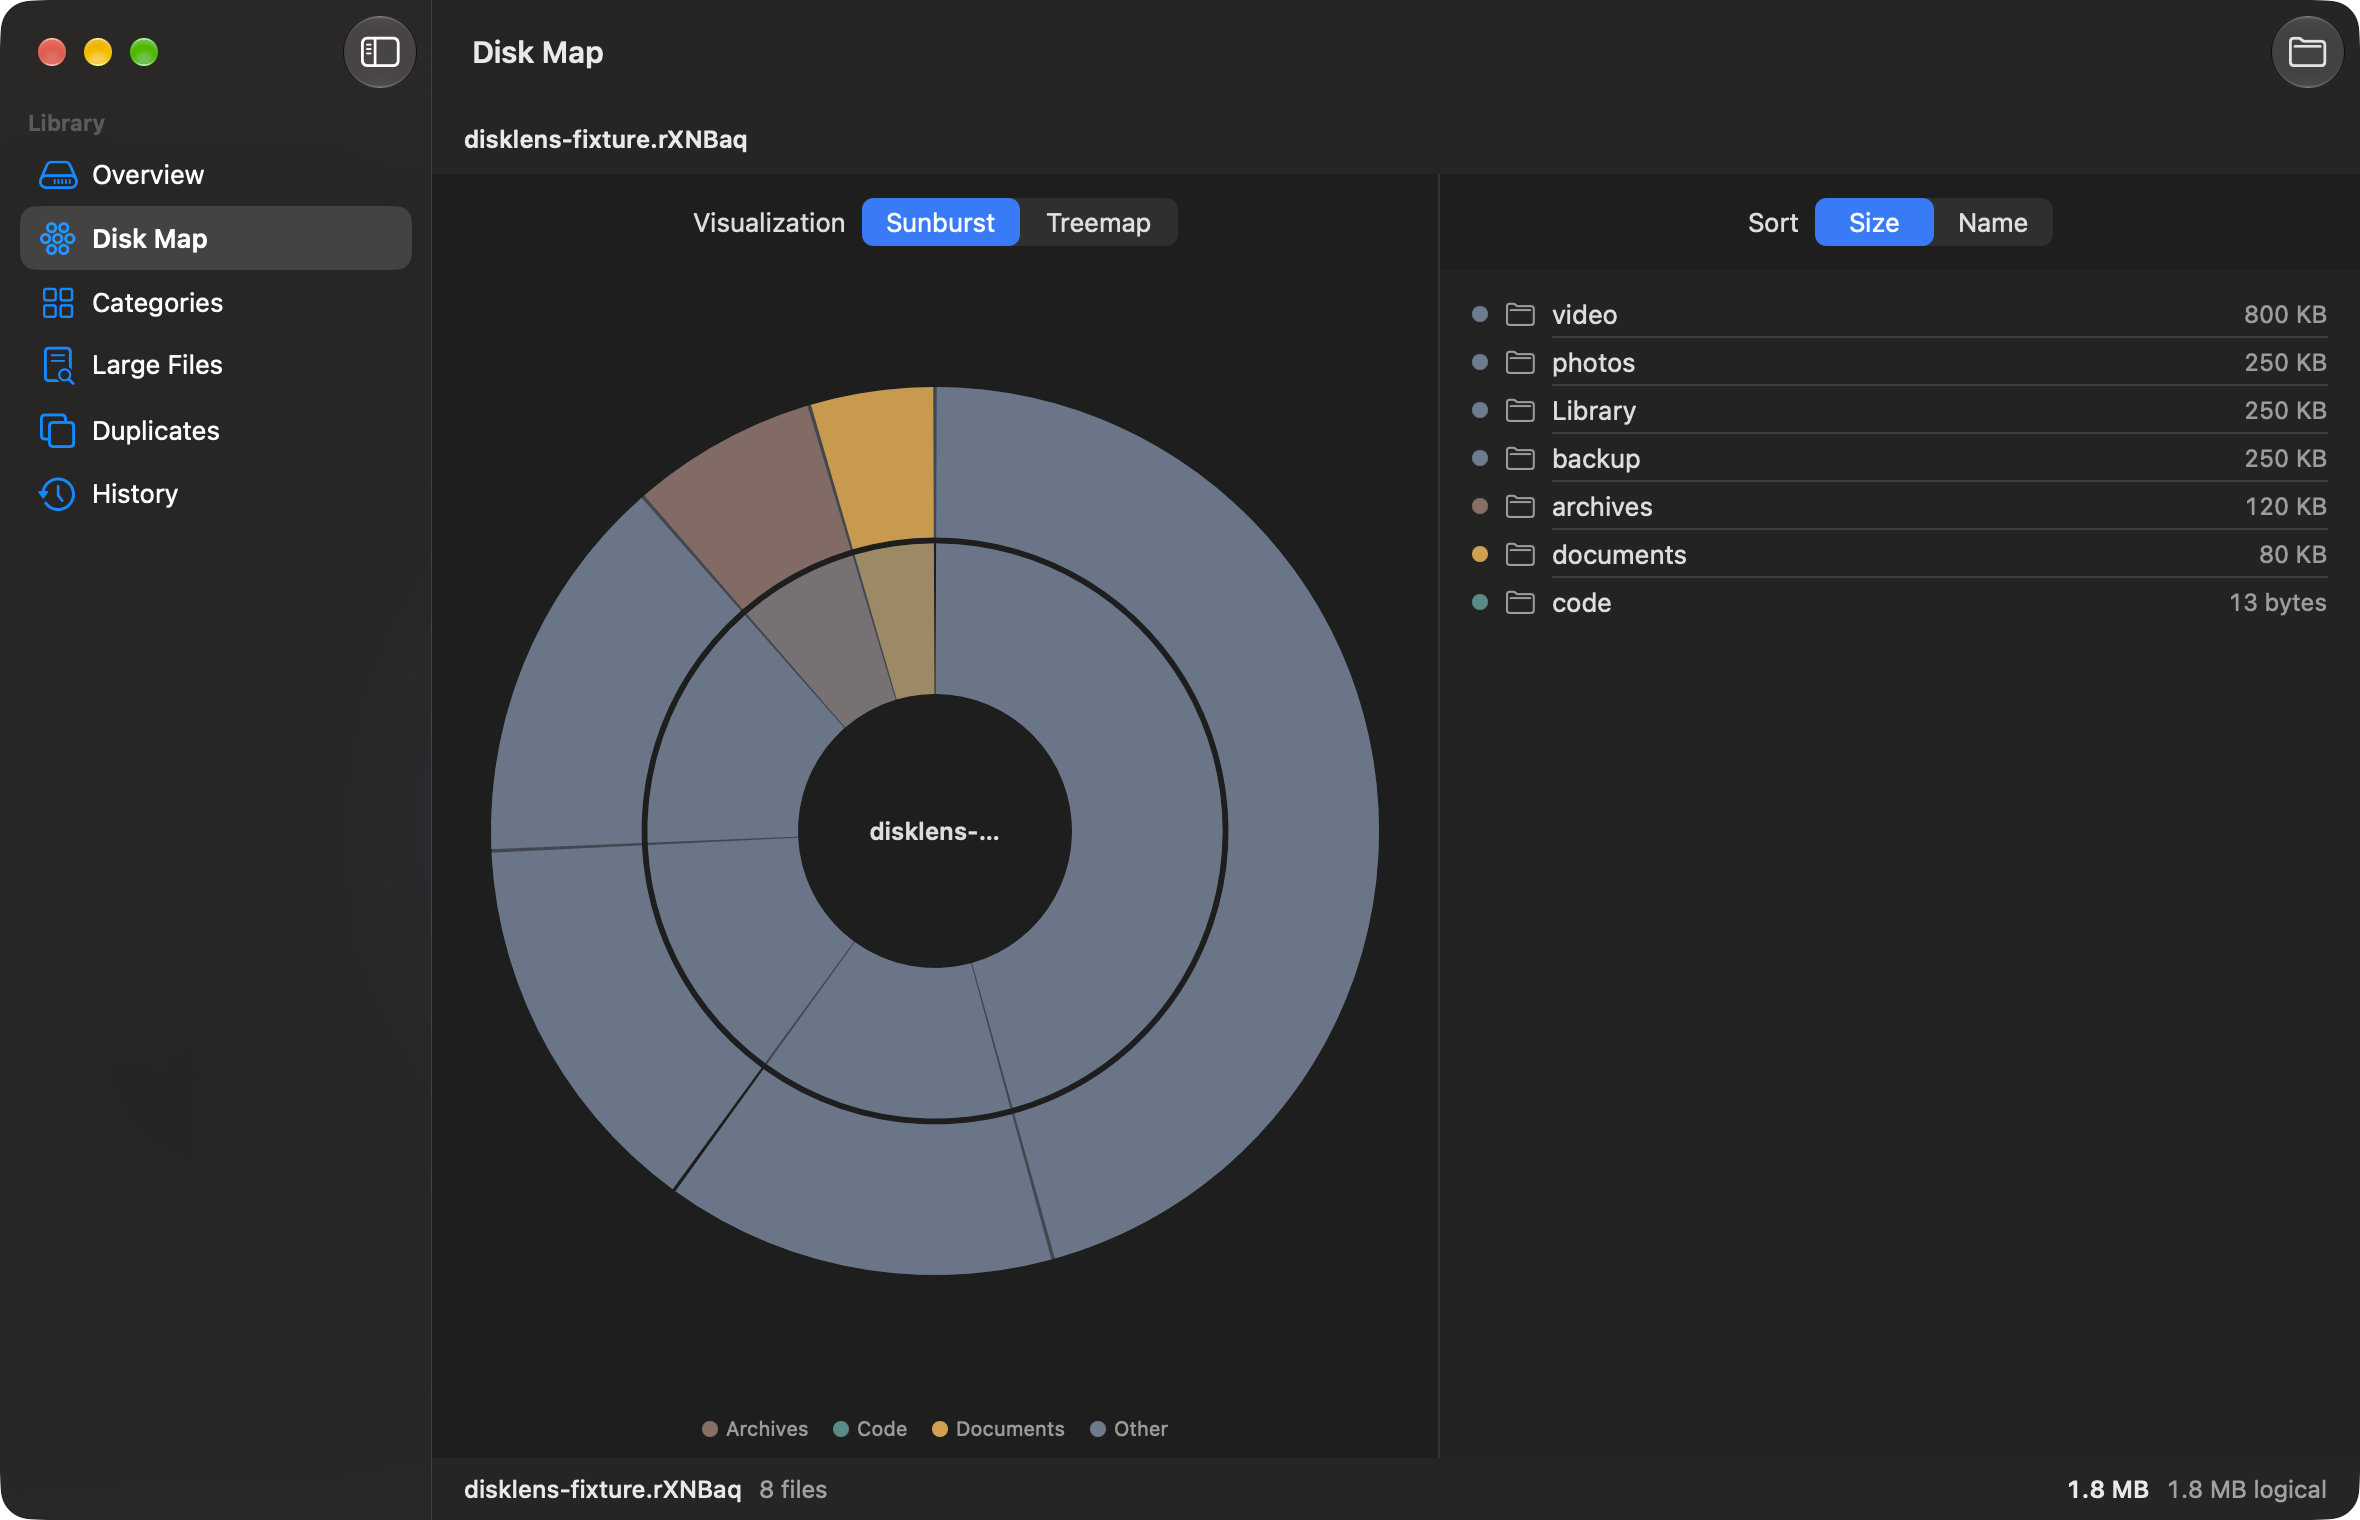 Disk Map
Library
Overview
Disk Map
Categories
Large Files
Duplicates
History
disklens-fixture.rXNBaq
Visualization Sunburst Treemap
disklens-...
Archives Code Documents Other
Sort Size Name
video 800 KB
photos 250 KB
Library 250 KB
backup 250 KB
archives 120 KB
documents 80 KB
code 13 bytes
disklens-fixture.rXNBaq 8 files 1.8 MB 1.8 MB logical